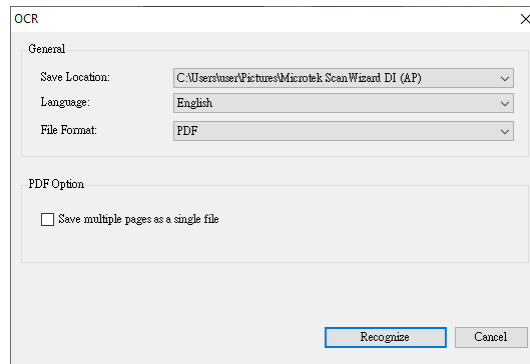 OCR
General
Save Location: C:\Users\user\Pictures\Microtek ScanWizard DI (AP)
Language: English
File Format: PDF
PDF Option
Save multiple pages as a single file
Recognize Cancel